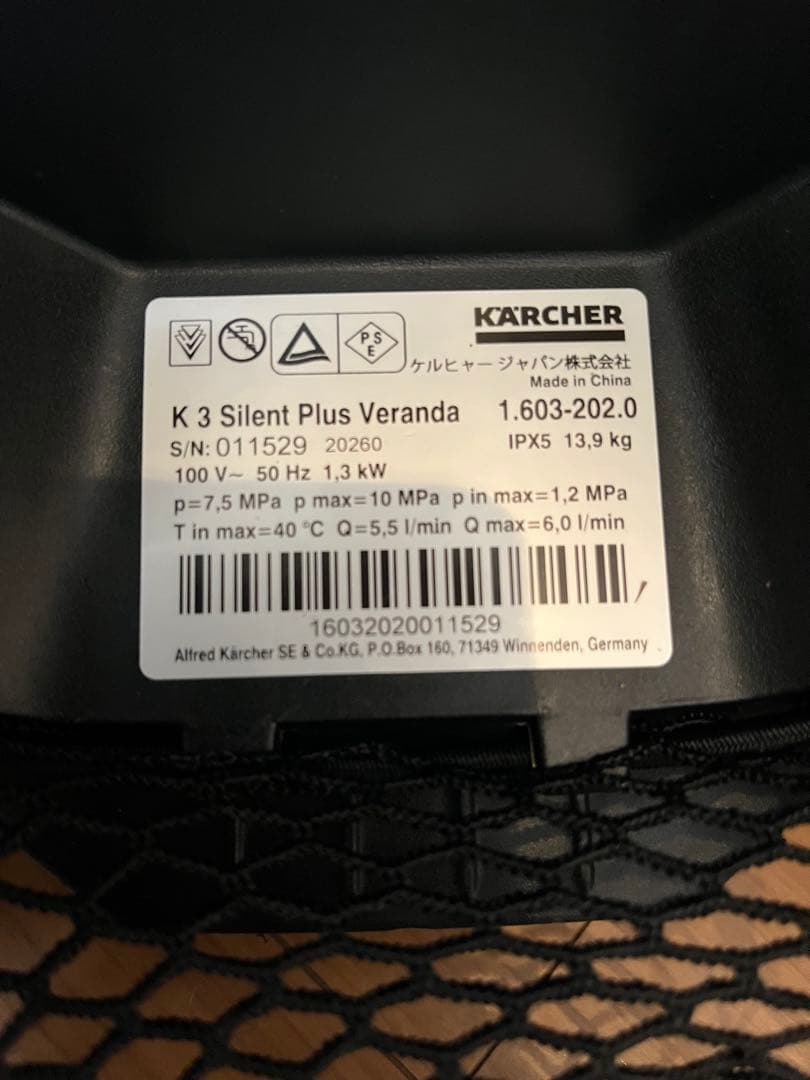 KÄRCHER
P S E
ケルヒャー ジャパン株式会社
Made in China
K 3 Silent Plus Veranda 1.603-202.0
S/N: 011529 20260 IPX5 13,9 kg
100 V~ 50 Hz 1,3 kW
p=7,5 MPa p max=10 MPa p in max=1,2 MPa
T in max=40 °C Q=5,5 l/min Q max=6,0 l/min
16032020011529
Alfred Kärcher SE & Co.KG, P.O.Box 160, 71349 Winnenden, Germany